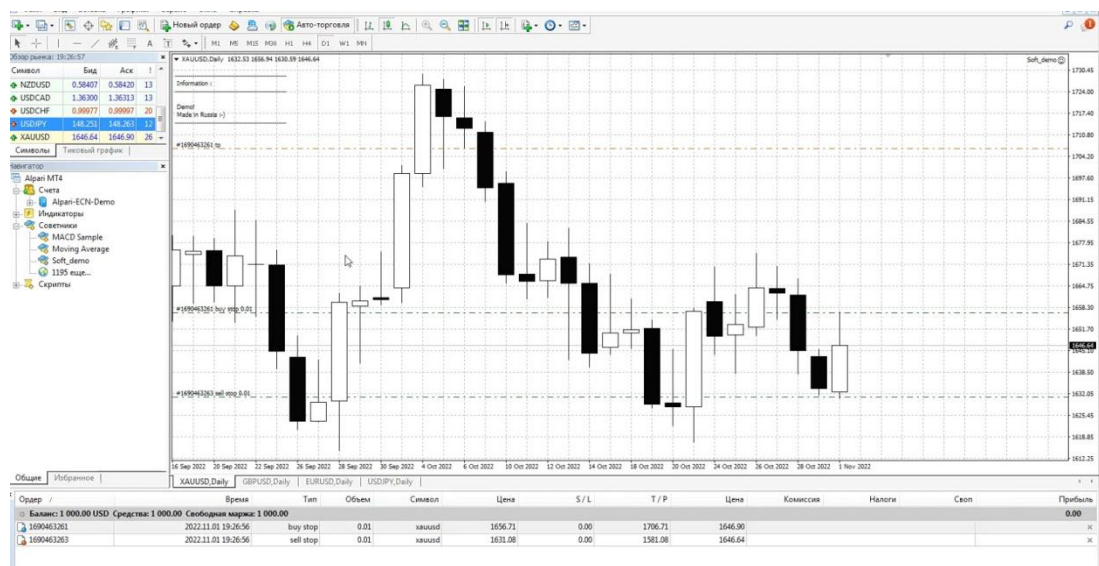 Новый ордер Авто-торговля
A T M1 M5 M15 M30 H1 H4 D1 W1 MN
Обзор рынка: 19:26:57
Символ Бид Аск !
NZDUSD 0.58407 0.58420 13
USDCAD 1.36300 1.36313 13
USDCHF 0.99977 0.99997 20
USDJPY 148.251 148.263 12
XAUUSD 1646.64 1646.90 26
Символы Тиковый график
Навигатор
Alpari MT4
Счета
Alpari-ECN-Demo
Индикаторы
Советники
MACD Sample
Moving Average
Soft_demo
1195 еще...
Скрипты
Общие Избранное
XAUUSD,Daily 1632.53 1656.94 1630.59 1646.64
Soft_demo
Information :
Demo!
Made in Russia :-)
#1690463261 tp
#1690463261 buy stop 0.01
#1690463263 sell stop 0.01
1730.45
1724.00
1717.40
1710.80
1704.20
1697.60
1691.15
1684.55
1677.95
1671.35
1664.75
1658.30
1651.70
1646.64
1645.10
1638.50
1632.05
1625.45
1618.85
1612.25
16 Sep 2022 20 Sep 2022 22 Sep 2022 26 Sep 2022 28 Sep 2022 30 Sep 2022 4 Oct 2022 6 Oct 2022 10 Oct 2022 12 Oct 2022 14 Oct 2022 18 Oct 2022 20 Oct 2022 24 Oct 2022 26 Oct 2022 28 Oct 2022 1 Nov 2022
XAUUSD,Daily GBPUSD,Daily EURUSD,Daily USDJPY,Daily
Ордер / Время Тип Объем Символ Цена S / L T / P Цена Комиссия Налоги Своп Прибыль
Баланс: 1 000.00 USD Средства: 1 000.00 Свободная маржа: 1 000.00 0.00
1690463261 2022.11.01 19:26:56 buy stop 0.01 xauusd 1656.71 0.00 1706.71 1646.90
1690463263 2022.11.01 19:26:56 sell stop 0.01 xauusd 1631.08 0.00 1581.08 1646.64